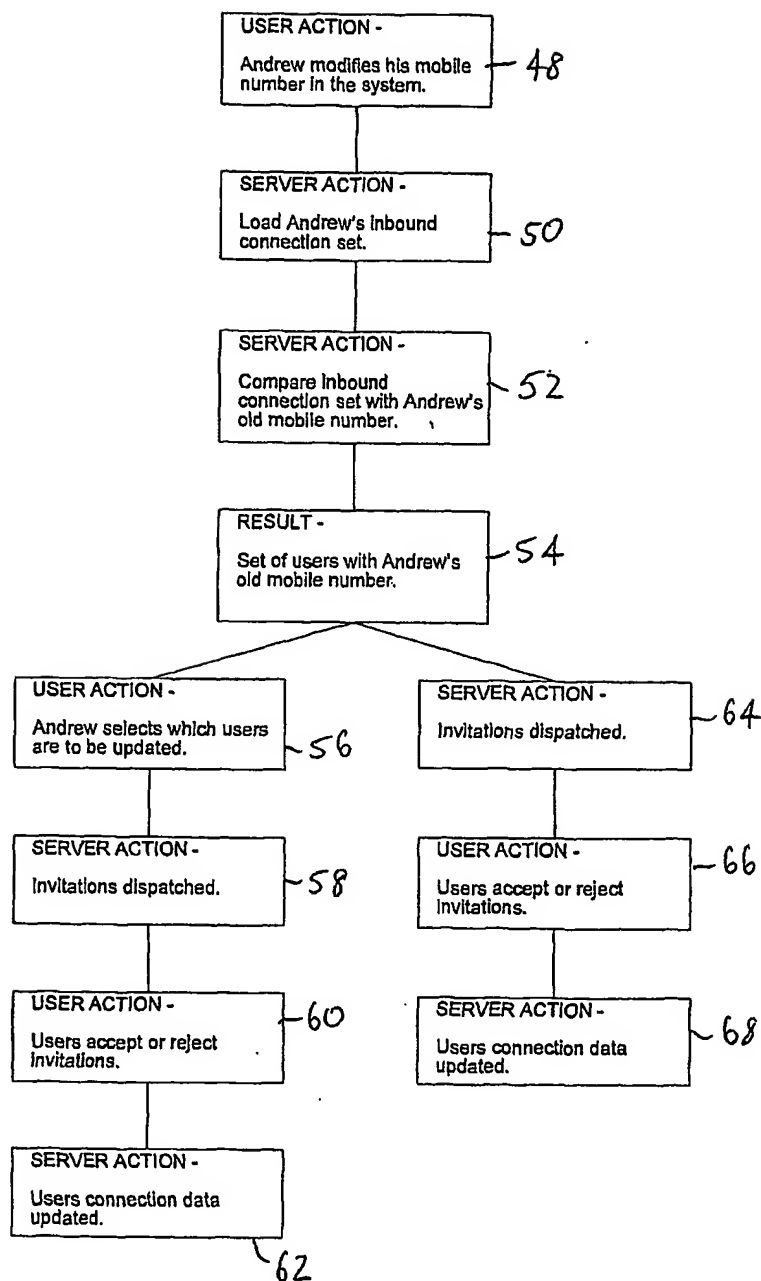 USER ACTION -
Andrew modifies his mobile
number in the system.
48
SERVER ACTION -
Load Andrew's inbound
connection set.
50
SERVER ACTION -
Compare inbound
connection set with Andrew's
old mobile number.
52
RESULT -
Set of users with Andrew's
old mobile number.
54
USER ACTION -
Andrew selects which users
are to be updated.
56
SERVER ACTION -
Invitations dispatched.
58
USER ACTION -
Users accept or reject
invitations.
60
SERVER ACTION -
Users connection data
updated.
62
SERVER ACTION -
Invitations dispatched.
64
USER ACTION -
Users accept or reject
invitations.
66
SERVER ACTION -
Users connection data
updated.
68